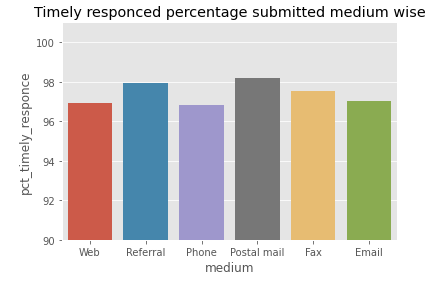 Timely responced percentage submitted medium wise
100
98
96
94
92
90
pct_timely_responce
Web Referral Phone Postal mail Fax Email
medium